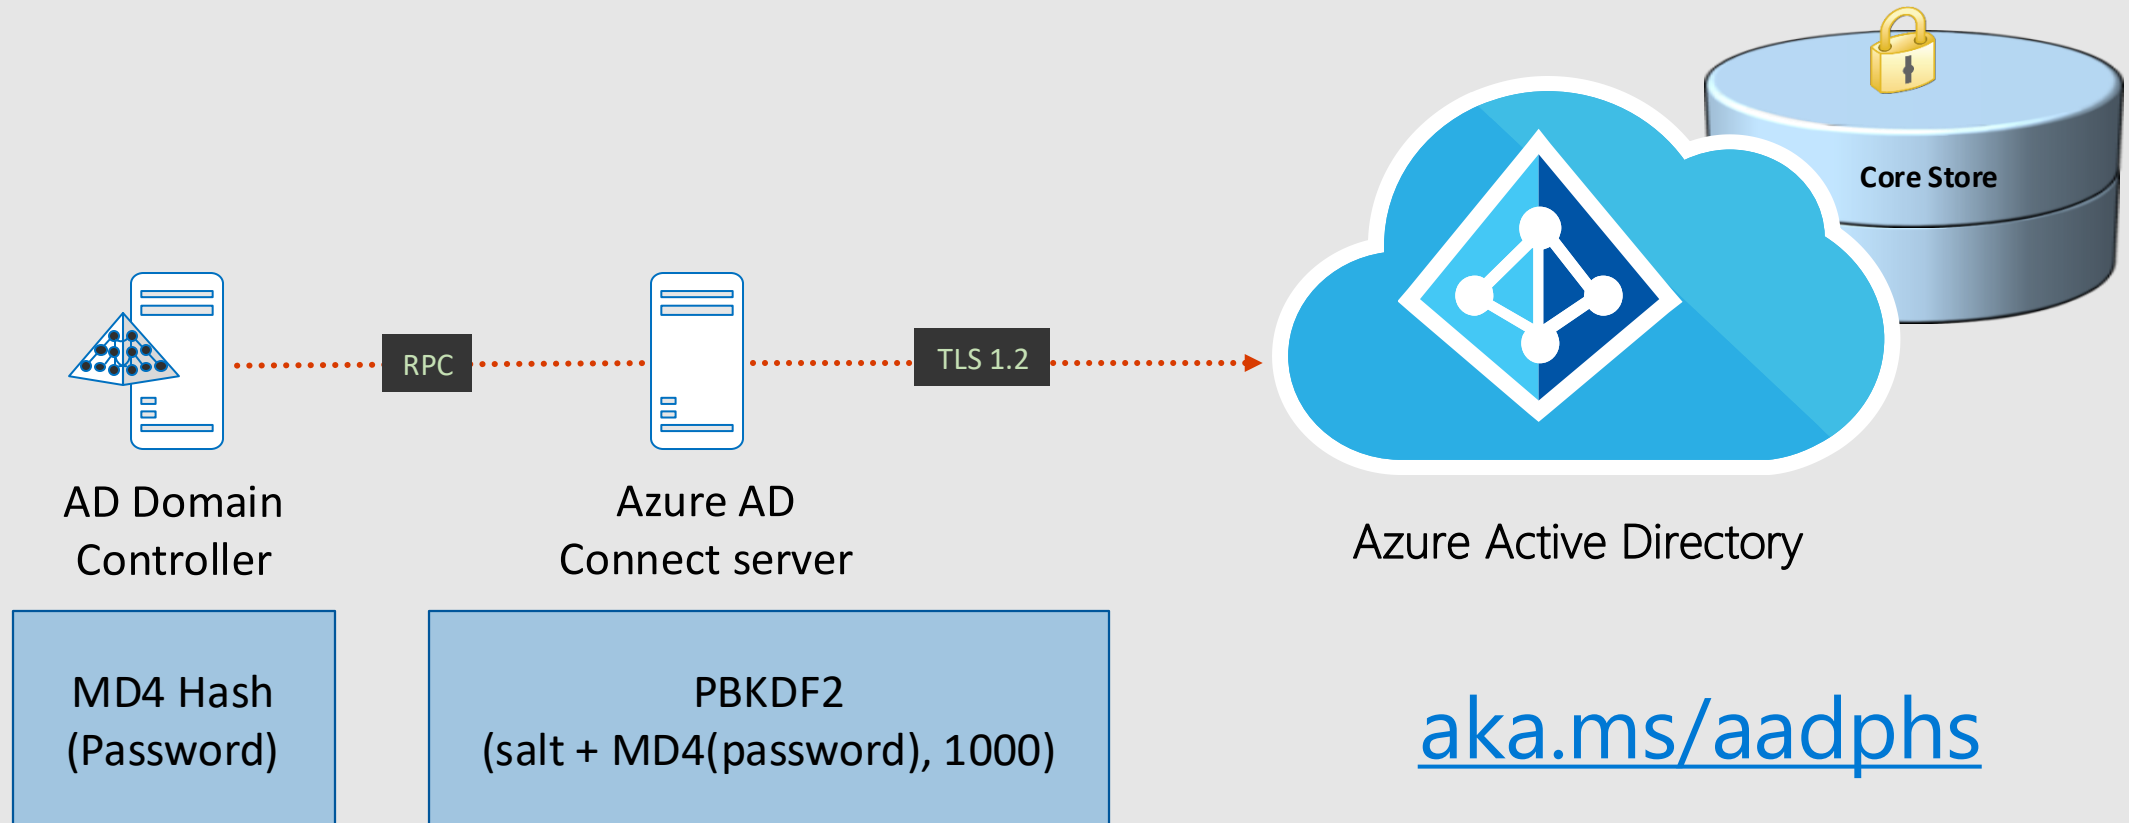 Core Store
RPC
TLS 1.2
AD Domain
Controller
Azure AD
Connect server
Azure Active Directory
MD4 Hash
(Password)
PBKDF2
(salt + MD4(password), 1000)
aka.ms/aadphs